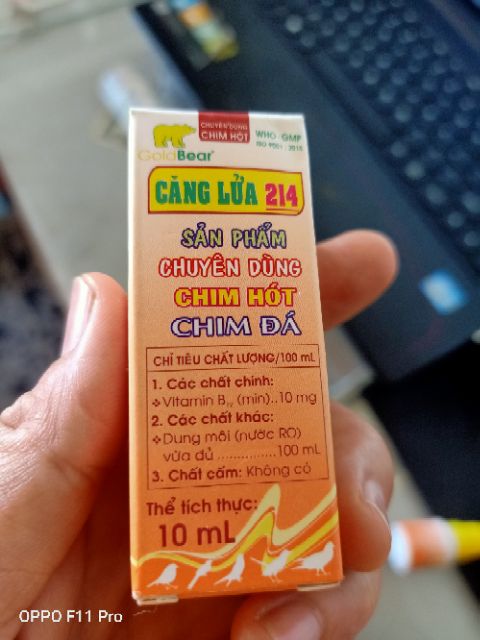 CHUYÊN DÙNG
CHIM HÓT
WHO - GMP
ISO 9001 : 2015
GoldBear
CĂNG LỬA 214
SẢN PHẨM
CHUYÊN DÙNG
CHIM HÓT
CHIM ĐÁ
CHỈ TIÊU CHẤT LƯỢNG/100 mL
1. Các chất chính:
Vitamin B₁₂ (min)..10 mg
2. Các chất khác:
Dung môi (nước RO)
vừa đủ ...............100 mL
3. Chất cấm: Không có
Thể tích thực:
10 mL
OPPO F11 Pro